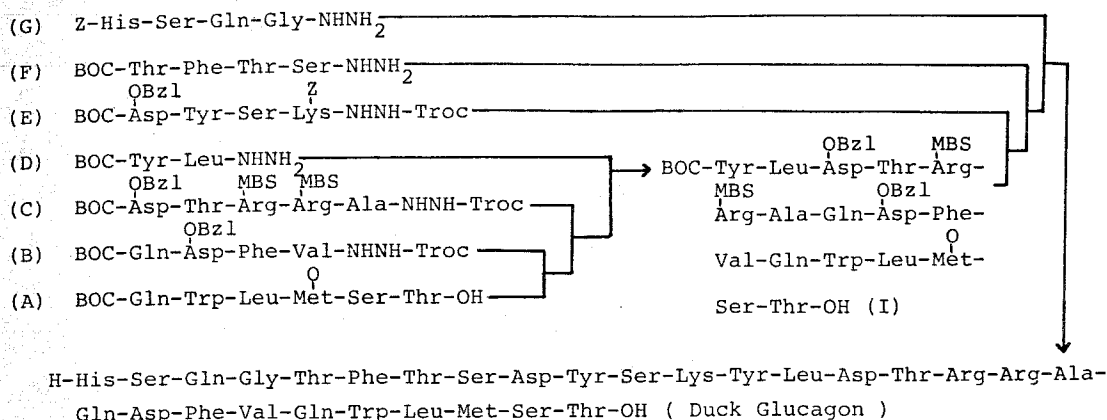 (G) Z-His-Ser-Gln-Gly-NHNH2
(F) BOC-Thr-Phe-Thr-Ser-NHNH2
OBzl Z
(E) BOC-Asp-Tyr-Ser-Lys-NHNH-Troc
(D) BOC-Tyr-Leu-NHNH2
OBzl MBS MBS
(C) BOC-Asp-Thr-Arg-Arg-Ala-NHNH-Troc
OBzl
(B) BOC-Gln-Asp-Phe-Val-NHNH-Troc
O
(A) BOC-Gln-Trp-Leu-Met-Ser-Thr-OH
OBzl MBS
BOC-Tyr-Leu-Asp-Thr-Arg-
MBS OBzl
Arg-Ala-Gln-Asp-Phe-
O
Val-Gln-Trp-Leu-Met-
Ser-Thr-OH (I)
H-His-Ser-Gln-Gly-Thr-Phe-Thr-Ser-Asp-Tyr-Ser-Lys-Tyr-Leu-Asp-Thr-Arg-Arg-Ala-
Gln-Asp-Phe-Val-Gln-Trp-Leu-Met-Ser-Thr-OH ( Duck Glucagon )